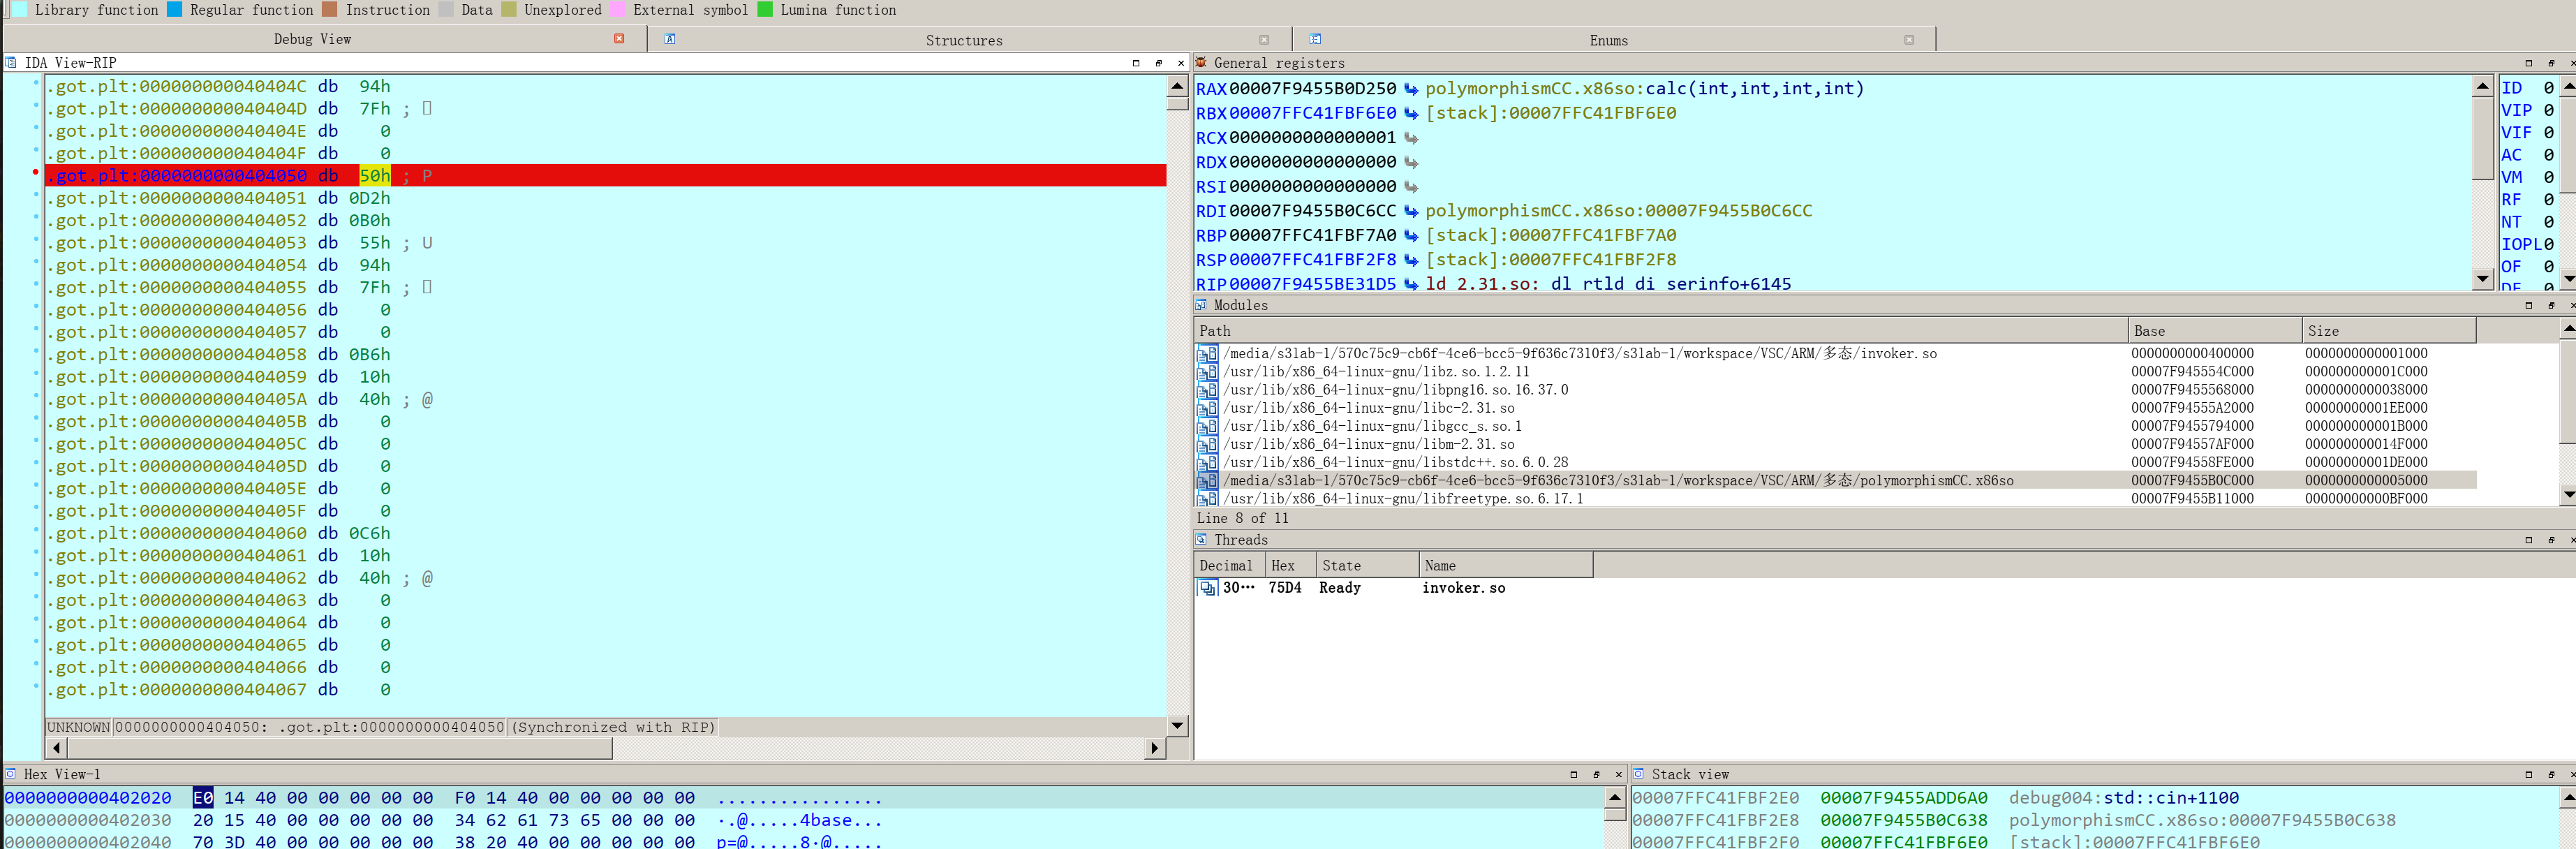 Library function Regular function Instruction Data Unexplored External symbol Lumina function
Debug View Structures Enums
IDA View-RIP
.got.plt:000000000040404C db 94h
.got.plt:000000000040404D db 7Fh ; 
.got.plt:000000000040404E db 0
.got.plt:000000000040404F db 0
.got.plt:0000000000404050 db 50h ; P
.got.plt:0000000000404051 db 0D2h
.got.plt:0000000000404052 db 0B0h
.got.plt:0000000000404053 db 55h ; U
.got.plt:0000000000404054 db 94h
.got.plt:0000000000404055 db 7Fh ; 
.got.plt:0000000000404056 db 0
.got.plt:0000000000404057 db 0
.got.plt:0000000000404058 db 0B6h
.got.plt:0000000000404059 db 10h
.got.plt:000000000040405A db 40h ; @
.got.plt:000000000040405B db 0
.got.plt:000000000040405C db 0
.got.plt:000000000040405D db 0
.got.plt:000000000040405E db 0
.got.plt:000000000040405F db 0
.got.plt:0000000000404060 db 0C6h
.got.plt:0000000000404061 db 10h
.got.plt:0000000000404062 db 40h ; @
.got.plt:0000000000404063 db 0
.got.plt:0000000000404064 db 0
.got.plt:0000000000404065 db 0
.got.plt:0000000000404066 db 0
.got.plt:0000000000404067 db 0
UNKNOWN 0000000000404050: .got.plt:0000000000404050 (Synchronized with RIP)
General registers
RAX 00007F9455B0D250 polymorphismCC.x86so:calc(int,int,int,int)
RBX 00007FFC41FBF6E0 [stack]:00007FFC41FBF6E0
RCX 0000000000000001
RDX 0000000000000000
RSI 0000000000000000
RDI 00007F9455B0C6CC polymorphismCC.x86so:00007F9455B0C6CC
RBP 00007FFC41FBF7A0 [stack]:00007FFC41FBF7A0
RSP 00007FFC41FBF2F8 [stack]:00007FFC41FBF2F8
RIP 00007F9455BE31D5 ld_2.31.so:_dl_rtld_di_serinfo+6145
ID 0
VIP 0
VIF 0
AC 0
VM 0
RF 0
NT 0
IOPL 0
OF 0
DF 0
Modules
Path Base Size
/media/s3lab-1/570c75c9-cb6f-4ce6-bcc5-9f636c7310f3/s3lab-1/workspace/VSC/ARM/多态/invoker.so 0000000000400000 0000000000001000
/usr/lib/x86_64-linux-gnu/libz.so.1.2.11 00007F945554C000 000000000001C000
/usr/lib/x86_64-linux-gnu/libpng16.so.16.37.0 00007F9455568000 0000000000038000
/usr/lib/x86_64-linux-gnu/libc-2.31.so 00007F94555A2000 00000000001EE000
/usr/lib/x86_64-linux-gnu/libgcc_s.so.1 00007F9455794000 000000000001B000
/usr/lib/x86_64-linux-gnu/libm-2.31.so 00007F94557AF000 000000000014F000
/usr/lib/x86_64-linux-gnu/libstdc++.so.6.0.28 00007F94558FE000 00000000001DE000
/media/s3lab-1/570c75c9-cb6f-4ce6-bcc5-9f636c7310f3/s3lab-1/workspace/VSC/ARM/多态/polymorphismCC.x86so 00007F9455B0C000 0000000000005000
/usr/lib/x86_64-linux-gnu/libfreetype.so.6.17.1 00007F9455B11000 00000000000BF000
Line 8 of 11
Threads
Decimal Hex State Name
30… 75D4 Ready invoker.so
Hex View-1
0000000000402020 E0 14 40 00 00 00 00 00 F0 14 40 00 00 00 00 00 ................
0000000000402030 20 15 40 00 00 00 00 00 34 62 61 73 65 00 00 00 ·.@.....4base...
0000000000402040 70 3D 40 00 00 00 00 00 38 20 40 00 00 00 00 00 p=@.....8·@.....
Stack view
00007FFC41FBF2E0 00007F9455ADD6A0 debug004:std::cin+1100
00007FFC41FBF2E8 00007F9455B0C638 polymorphismCC.x86so:00007F9455B0C638
00007FFC41FBF2F0 00007FFC41FBF6E0 [stack]:00007FFC41FBF6E0